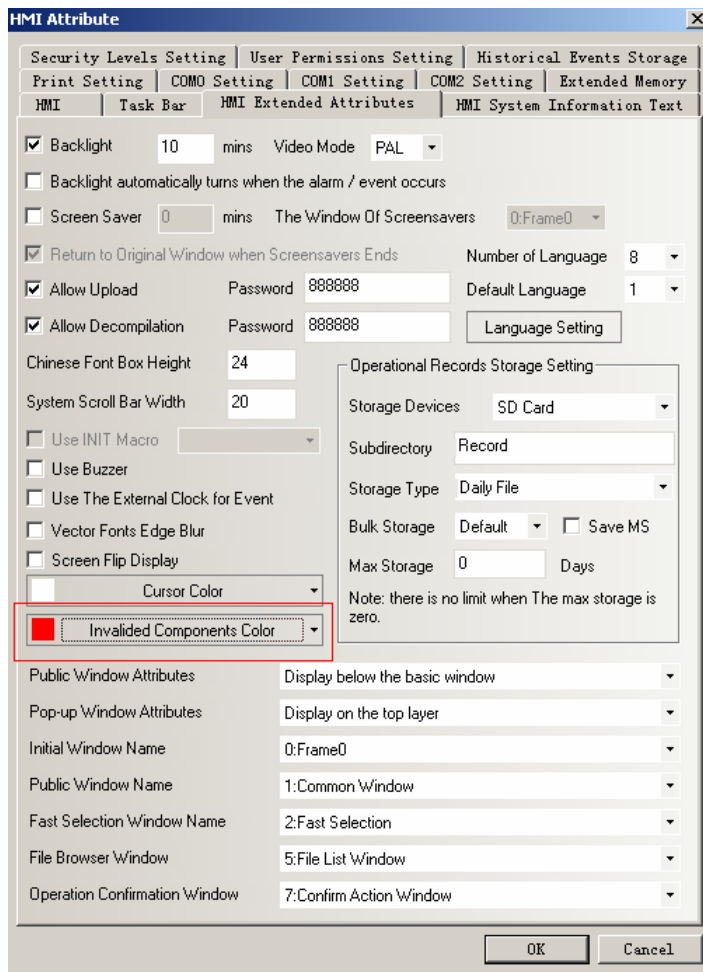 HMI Attribute
Security Levels Setting User Permissions Setting Historical Events Storage
Print Setting COM0 Setting COM1 Setting COM2 Setting Extended Memory
HMI Task Bar HMI Extended Attributes HMI System Information Text
Backlight 10 mins Video Mode PAL
Backlight automatically turns when the alarm / event occurs
Screen Saver 0 mins The Window Of Screensavers 0:Frame0
Return to Original Window when Screensavers Ends Number of Language 8
Allow Upload Password 888888 Default Language 1
Allow Decompilation Password 888888 Language Setting
Chinese Font Box Height 24
Operational Records Storage Setting
System Scroll Bar Width 20
Storage Devices SD Card
Use INIT Macro
Subdirectory Record
Use Buzzer
Storage Type Daily File
Use The External Clock for Event
Vector Fonts Edge Blur
Bulk Storage Default Save MS
Screen Flip Display
Max Storage 0 Days
Cursor Color
Note: there is no limit when The max storage is
zero.
Invalided Components Color
Public Window Attributes Display below the basic window
Pop-up Window Attributes Display on the top layer
Initial Window Name 0:Frame0
Public Window Name 1:Common Window
Fast Selection Window Name 2:Fast Selection
File Browser Window 5:File List Window
Operation Confirmation Window 7:Confirm Action Window
OK Cancel